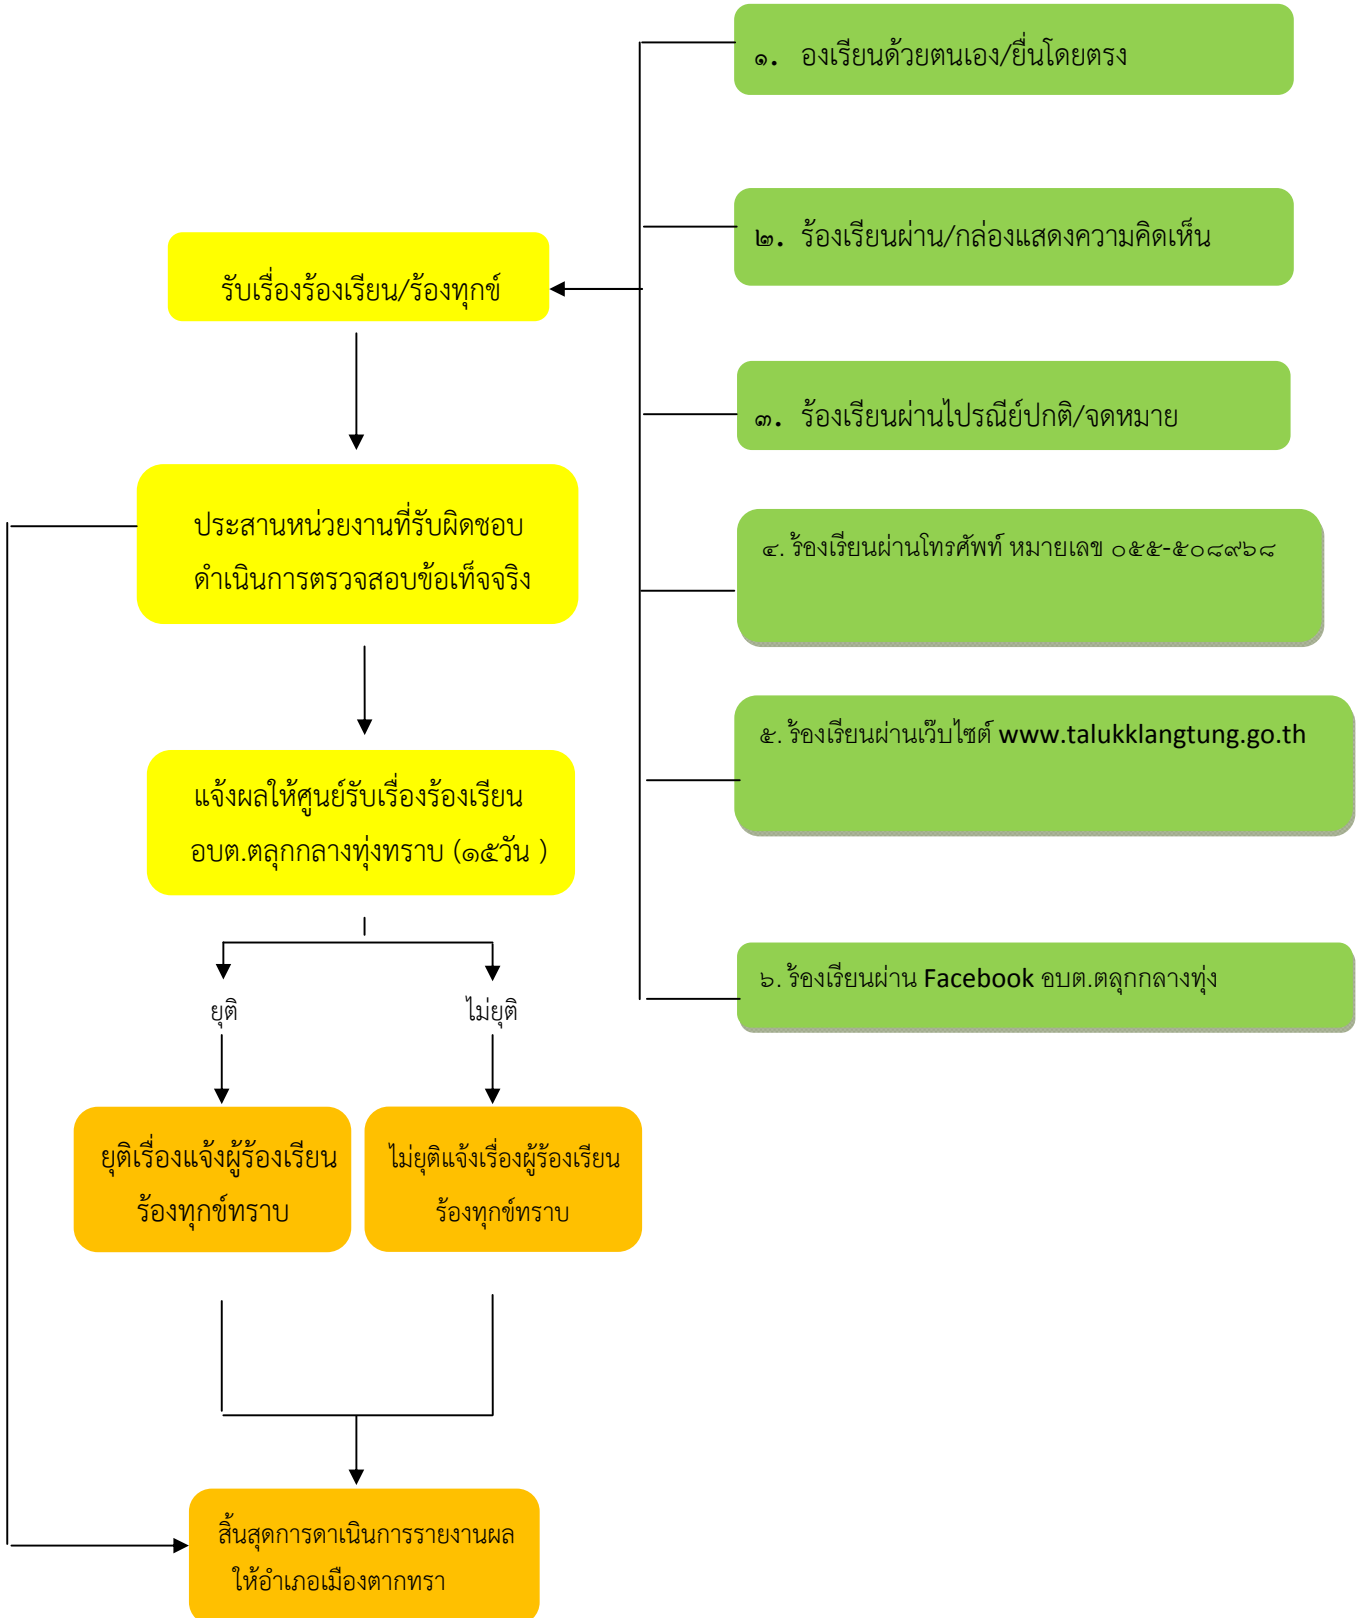 ๑. องเรียนด้วยตนเอง/ยื่นโดยตรง
๒. ร้องเรียนผ่าน/กล่องแสดงความคิดเห็น
รับเรื่องร้องเรียน/ร้องทุกข์
๓. ร้องเรียนผ่านไปรณีย์ปกติ/จดหมาย
ประสานหน่วยงานที่รับผิดชอบ
ดำเนินการตรวจสอบข้อเท็จจริง
๔. ร้องเรียนผ่านโทรศัพท์ หมายเลข ๐๕๕-๕๐๘๙๖๘
๕. ร้องเรียนผ่านเว็บไซต์ www.talukklangtung.go.th
แจ้งผลให้ศูนย์รับเรื่องร้องเรียน
อบต.ตลุกกลางทุ่งทราบ (๑๕วัน )
๖. ร้องเรียนผ่าน Facebook อบต.ตลุกกลางทุ่ง
ยุติ
ไม่ยุติ
ยุติเรื่องแจ้งผู้ร้องเรียน
ร้องทุกข์ทราบ
ไม่ยุติแจ้งเรื่องผู้ร้องเรียน
ร้องทุกข์ทราบ
สิ้นสุดการดาเนินการรายงานผล
ให้อำเภอเมืองตากทรา